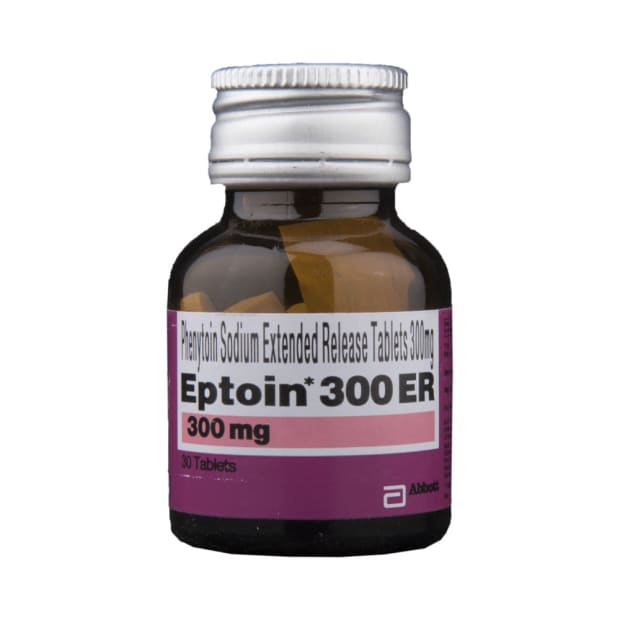 Phenytoin Sodium Extended Release Tablets 300mg
Eptoin* 300 ER
300 mg
30 Tablets
Abbott